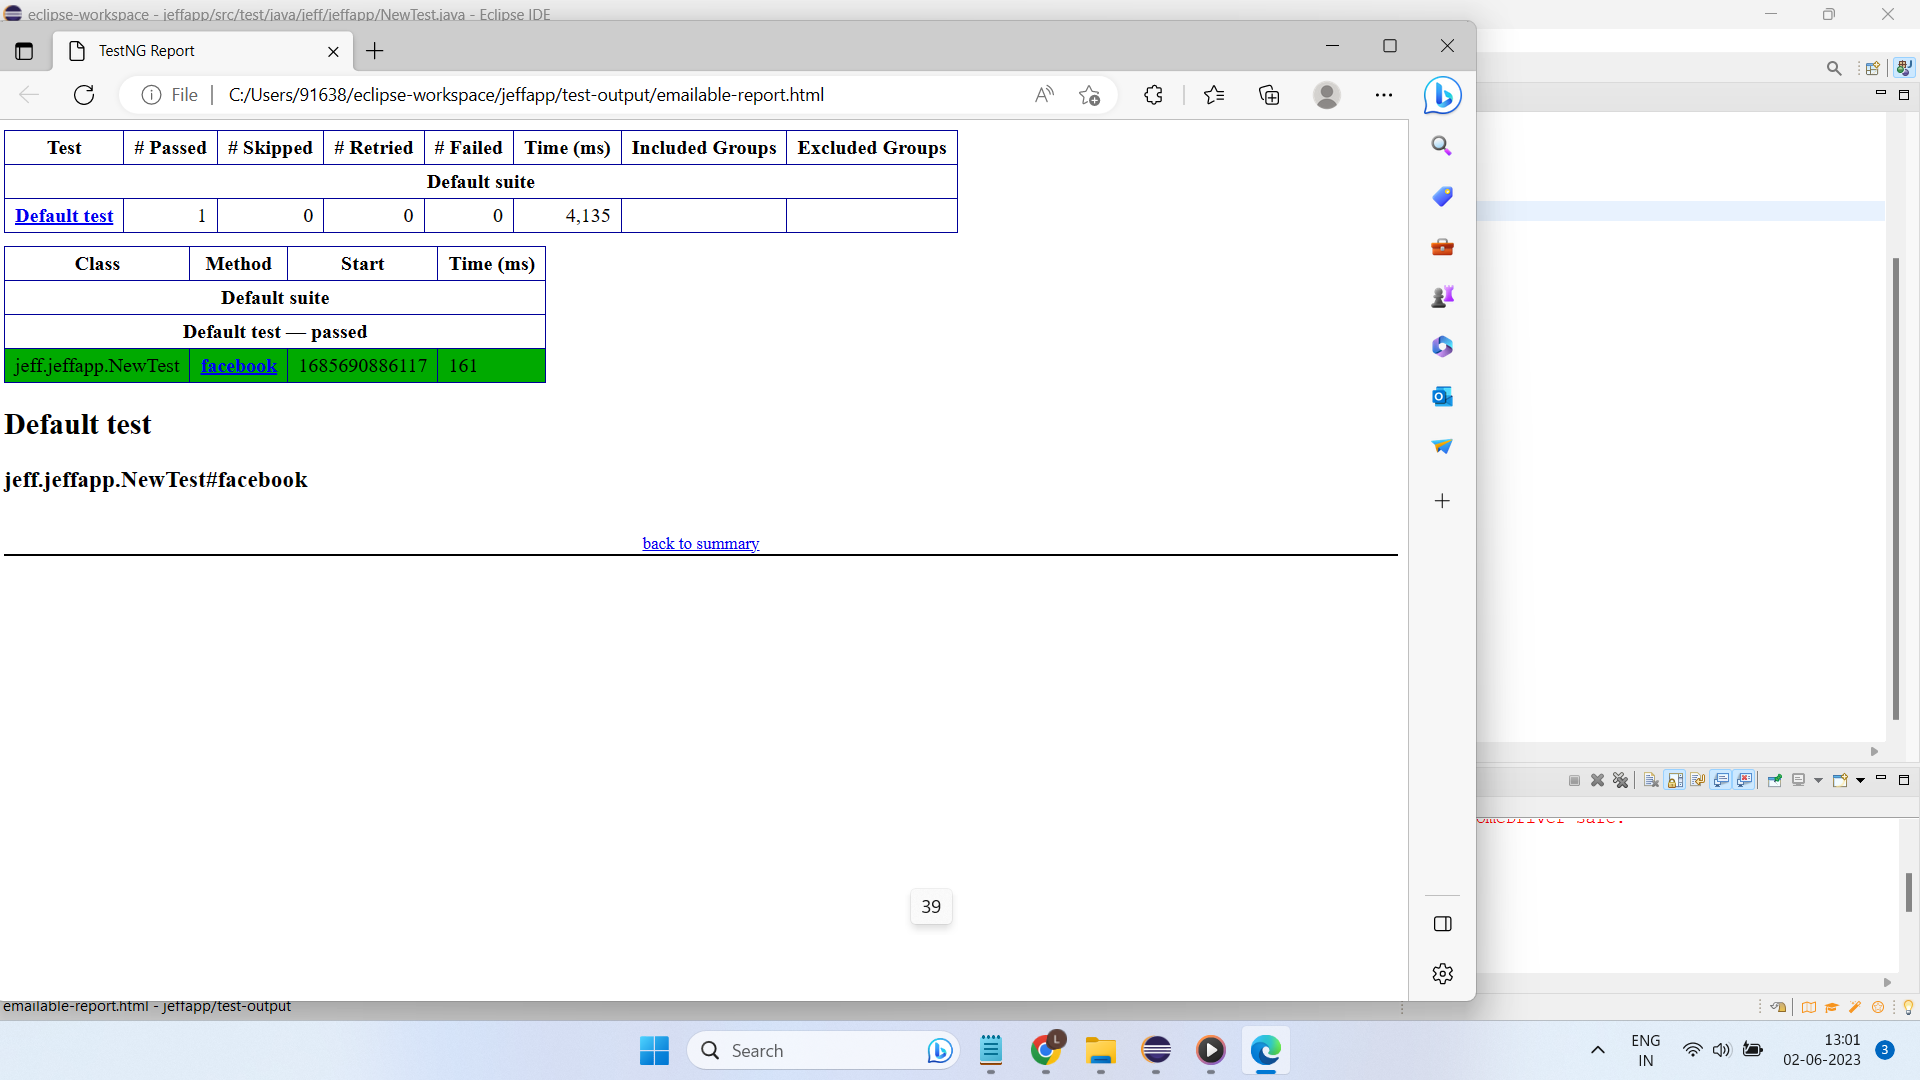 eclipse-workspace - jeffapp/src/test/java/jeff/jeffapp/NewTest.java - Eclipse IDE
TestNG Report
File C:/Users/91638/eclipse-workspace/jeffapp/test-output/emailable-report.html
Test # Passed # Skipped # Retried # Failed Time (ms) Included Groups Excluded Groups
Default suite
Default test 1 0 0 0 4,135
Class Method Start Time (ms)
Default suite
Default test — passed
jeff.jeffapp.NewTest facebook 1685690886117 161
Default test
jeff.jeffapp.NewTest#facebook
back to summary
39
emailable-report.html - jeffapp/test-output
Search
L
ENG
IN
13:01
02-06-2023
3